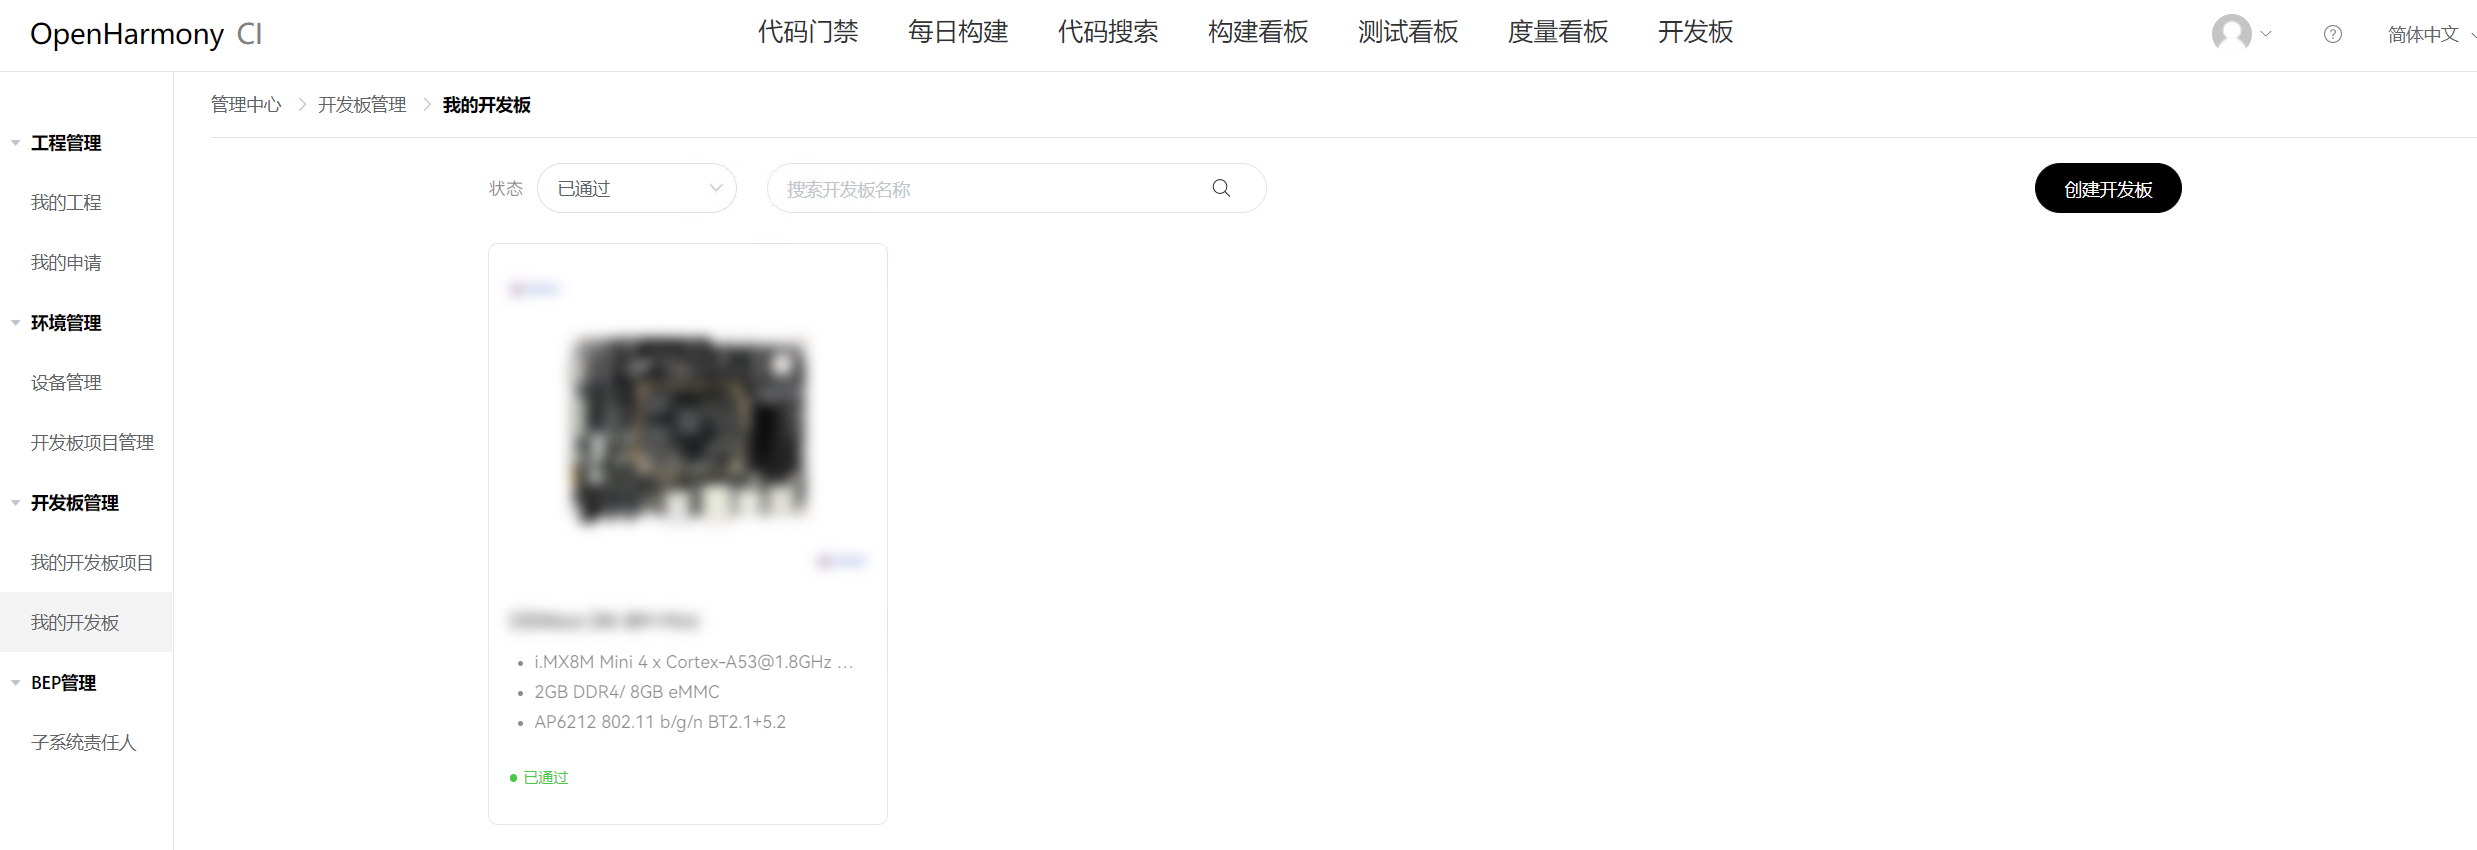 OpenHarmony CI
代码门禁 每日构建 代码搜索 构建看板 测试看板 度量看板 开发板
简体中文
管理中心 开发板管理 我的开发板
工程管理
我的工程
我的申请
环境管理
设备管理
开发板项目管理
开发板管理
我的开发板项目
我的开发板
BEP管理
子系统责任人
状态 已通过 搜索开发板名称 创建开发板
i.MX8M Mini 4 x Cortex-A53@1.8GHz …
2GB DDR4/ 8GB eMMC
AP6212 802.11 b/g/n BT2.1+5.2
已通过